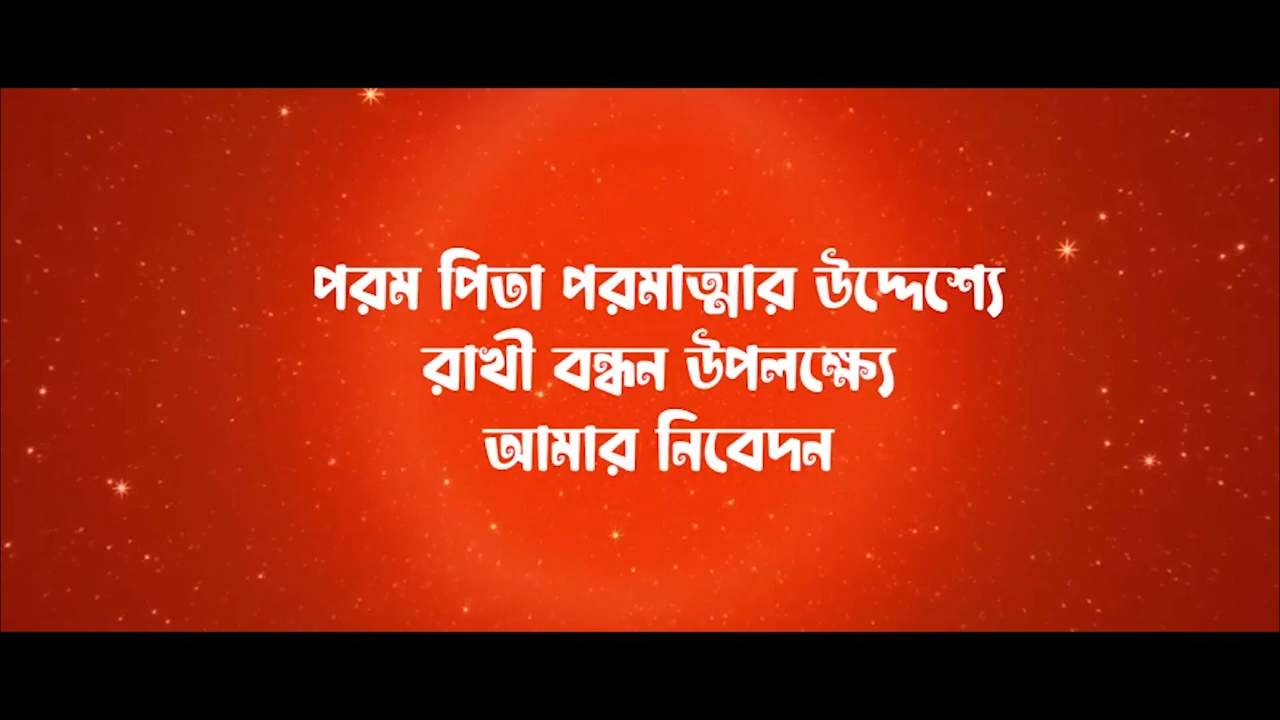 পরম পিতা পরমাত্মার উদ্দেশ্যে
রাখী বন্ধন উপলক্ষ্যে
আমার নিবেদন